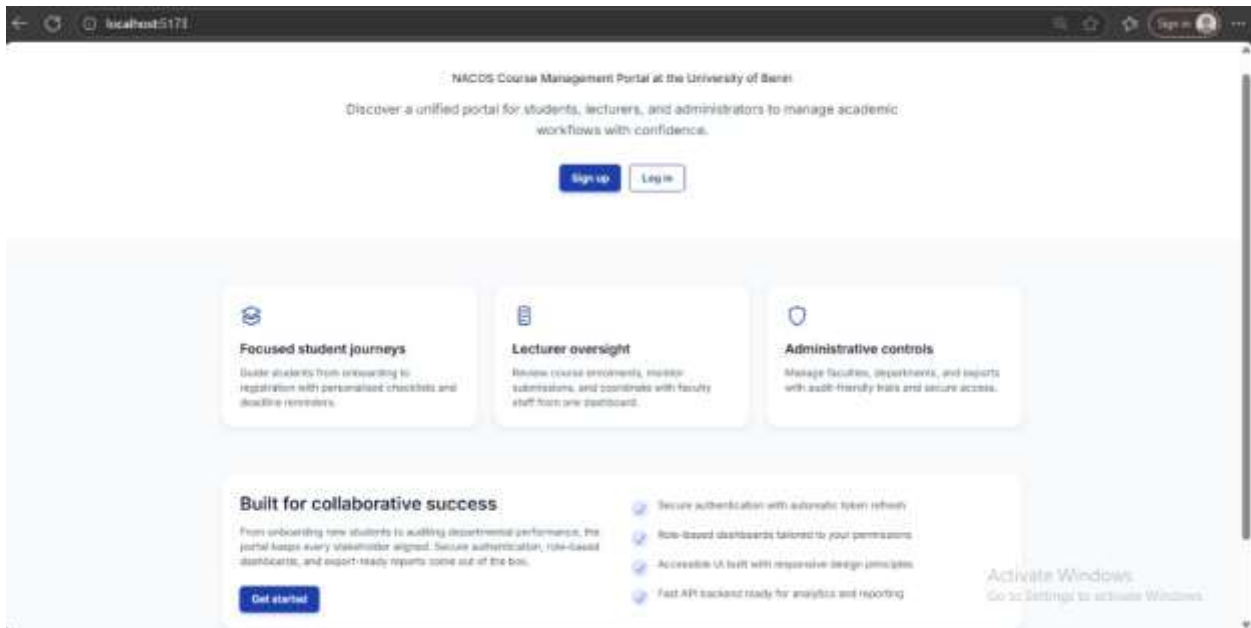 localhost:5173
Sign in
NACOS Course Management Portal at the University of Benin
Discover a unified portal for students, lecturers, and administrators to manage academic
workflows with confidence.
Sign up
Log in
Focused student journeys
Guide students from onboarding to
registration with personalised checklists and
deadline reminders.
Lecturer oversight
Review course enrolments, monitor
submissions, and coordinate with faculty
staff from one dashboard.
Administrative controls
Manage faculties, departments, and exports
with audit-friendly trails and secure access.
Built for collaborative success
From onboarding new students to auditing departmental performance, the
portal keeps every stakeholder aligned. Secure authentication, role-based
dashboards, and export-ready reports come out of the box.
Get started
Secure authentication with automatic token refresh
Role-based dashboards tailored to your permissions
Accessible UI built with responsive design principles
Fast API backend ready for analytics and reporting
Activate Windows
Go to Settings to activate Windows.